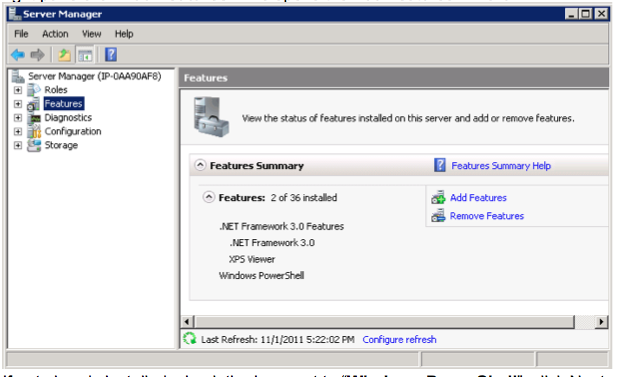 Server Manager
File Action View Help
Server Manager (IP-0AA90AF8)
Roles
Features
Diagnostics
Configuration
Storage
Features
View the status of features installed on this server and add or remove features.
Features Summary
Features Summary Help
Features: 2 of 36 installed
Add Features
Remove Features
.NET Framework 3.0 Features
.NET Framework 3.0
XPS Viewer
Windows PowerShell
Last Refresh: 11/1/2011 5:22:02 PM Configure refresh